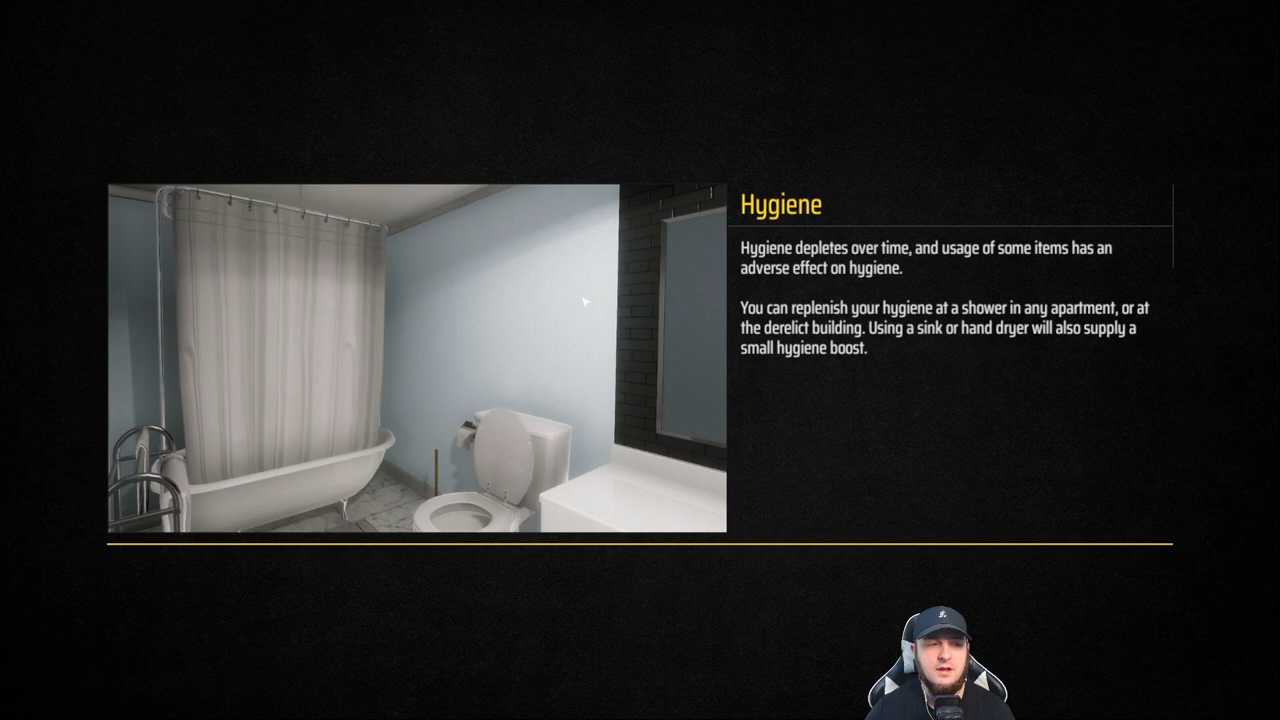 Hygiene
Hygiene depletes over time, and usage of some items has an
adverse effect on hygiene.
You can replenish your hygiene at a shower in any apartment, or at
the derelict building. Using a sink or hand dryer will also supply a
small hygiene boost.